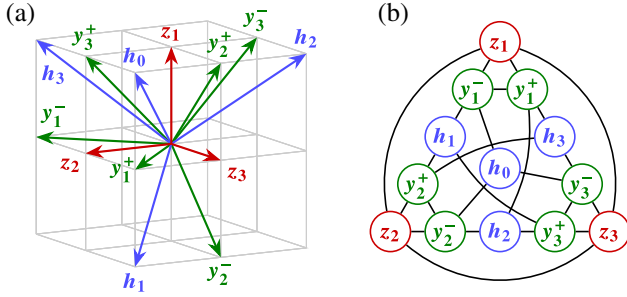 (a)
(b)
y₃⁺
z₁
y₂⁺
y₃⁻
h₂
h₃
h₀
y₁⁻
z₂
y₁⁺
z₃
h₁
y₂⁻
z₁
y₁⁻
y₁⁺
h₁
h₃
h₀
y₂⁺
y₃⁻
z₂
y₂⁻
h₂
y₃⁺
z₃